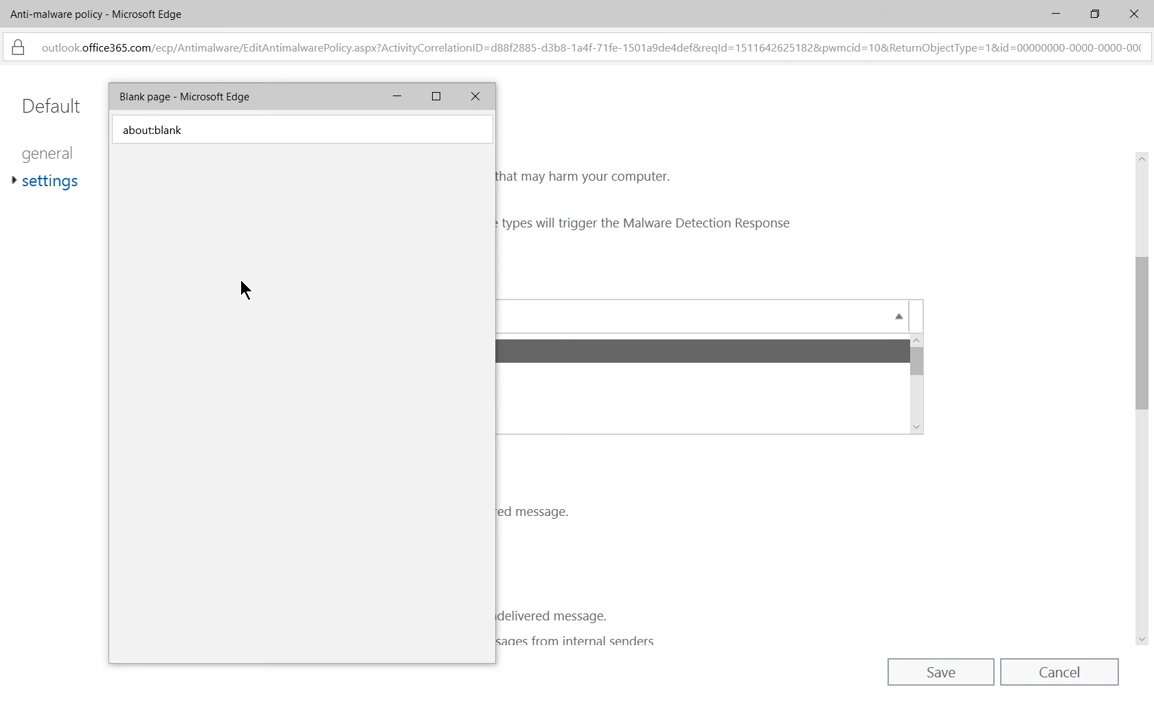 Anti-malware policy - Microsoft Edge
outlook.office365.com/ecp/Antimalware/EditAntimalwarePolicy.aspx?ActivityCorrelationID=d88f2885-d3b8-1a4f-71fe-1501a9de4def&reqId=1511642625182&pwmcid=10&ReturnObjectType=1&id=00000000-0000-0000-000
Default
general
settings
Blank page - Microsoft Edge
about:blank
that may harm your computer.
types will trigger the Malware Detection Response
red message.
delivered message.
sages from internal senders
Save
Cancel